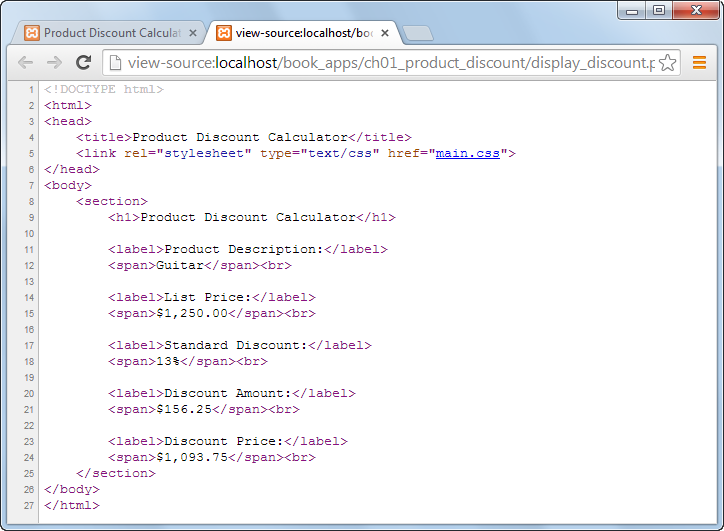 Product Discount Calculat
view-source:localhost/boo
view-source:localhost/book_apps/ch01_product_discount/display_discount.p
1 <!DOCTYPE html>
2 <html>
3 <head>
4 <title>Product Discount Calculator</title>
5 <link rel="stylesheet" type="text/css" href="main.css">
6 </head>
7 <body>
8 <section>
9 <h1>Product Discount Calculator</h1>
10
11 <label>Product Description:</label>
12 <span>Guitar</span><br>
13
14 <label>List Price:</label>
15 <span>$1,250.00</span><br>
16
17 <label>Standard Discount:</label>
18 <span>13%</span><br>
19
20 <label>Discount Amount:</label>
21 <span>$156.25</span><br>
22
23 <label>Discount Price:</label>
24 <span>$1,093.75</span><br>
25 </section>
26 </body>
27 </html>